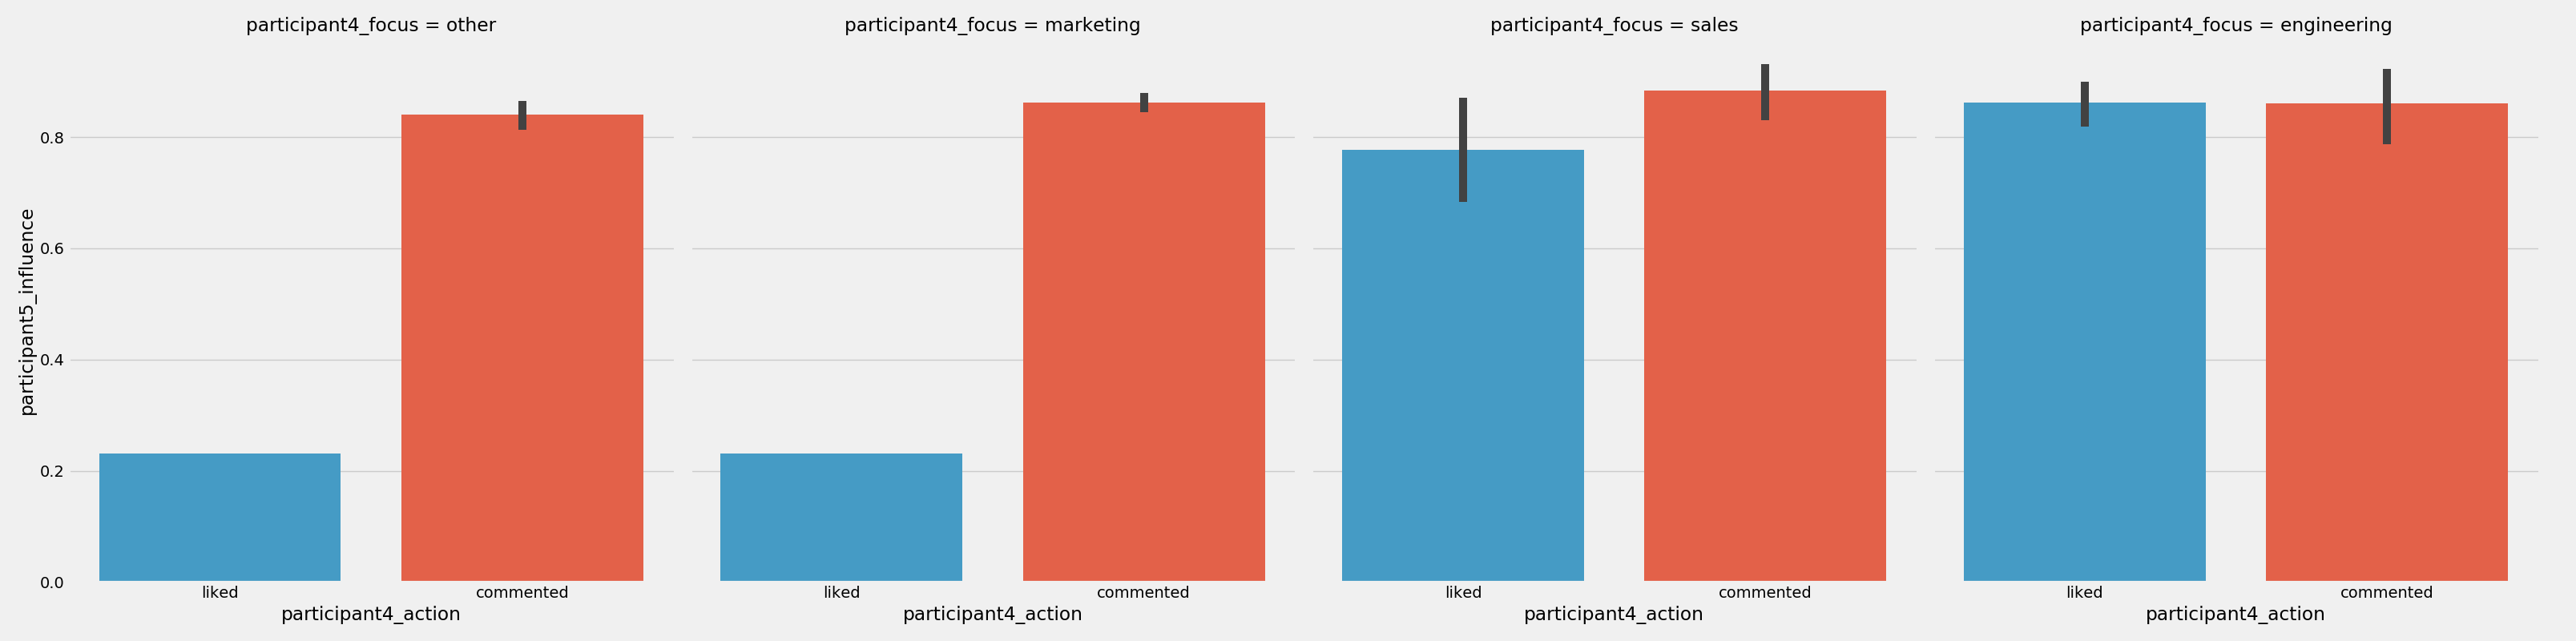 participant4_focus = other
participant4_focus = marketing
participant4_focus = sales
participant4_focus = engineering
participant5_influence
0.8
0.6
0.4
0.2
0.0
liked
commented
liked
commented
liked
commented
liked
commented
participant4_action
participant4_action
participant4_action
participant4_action